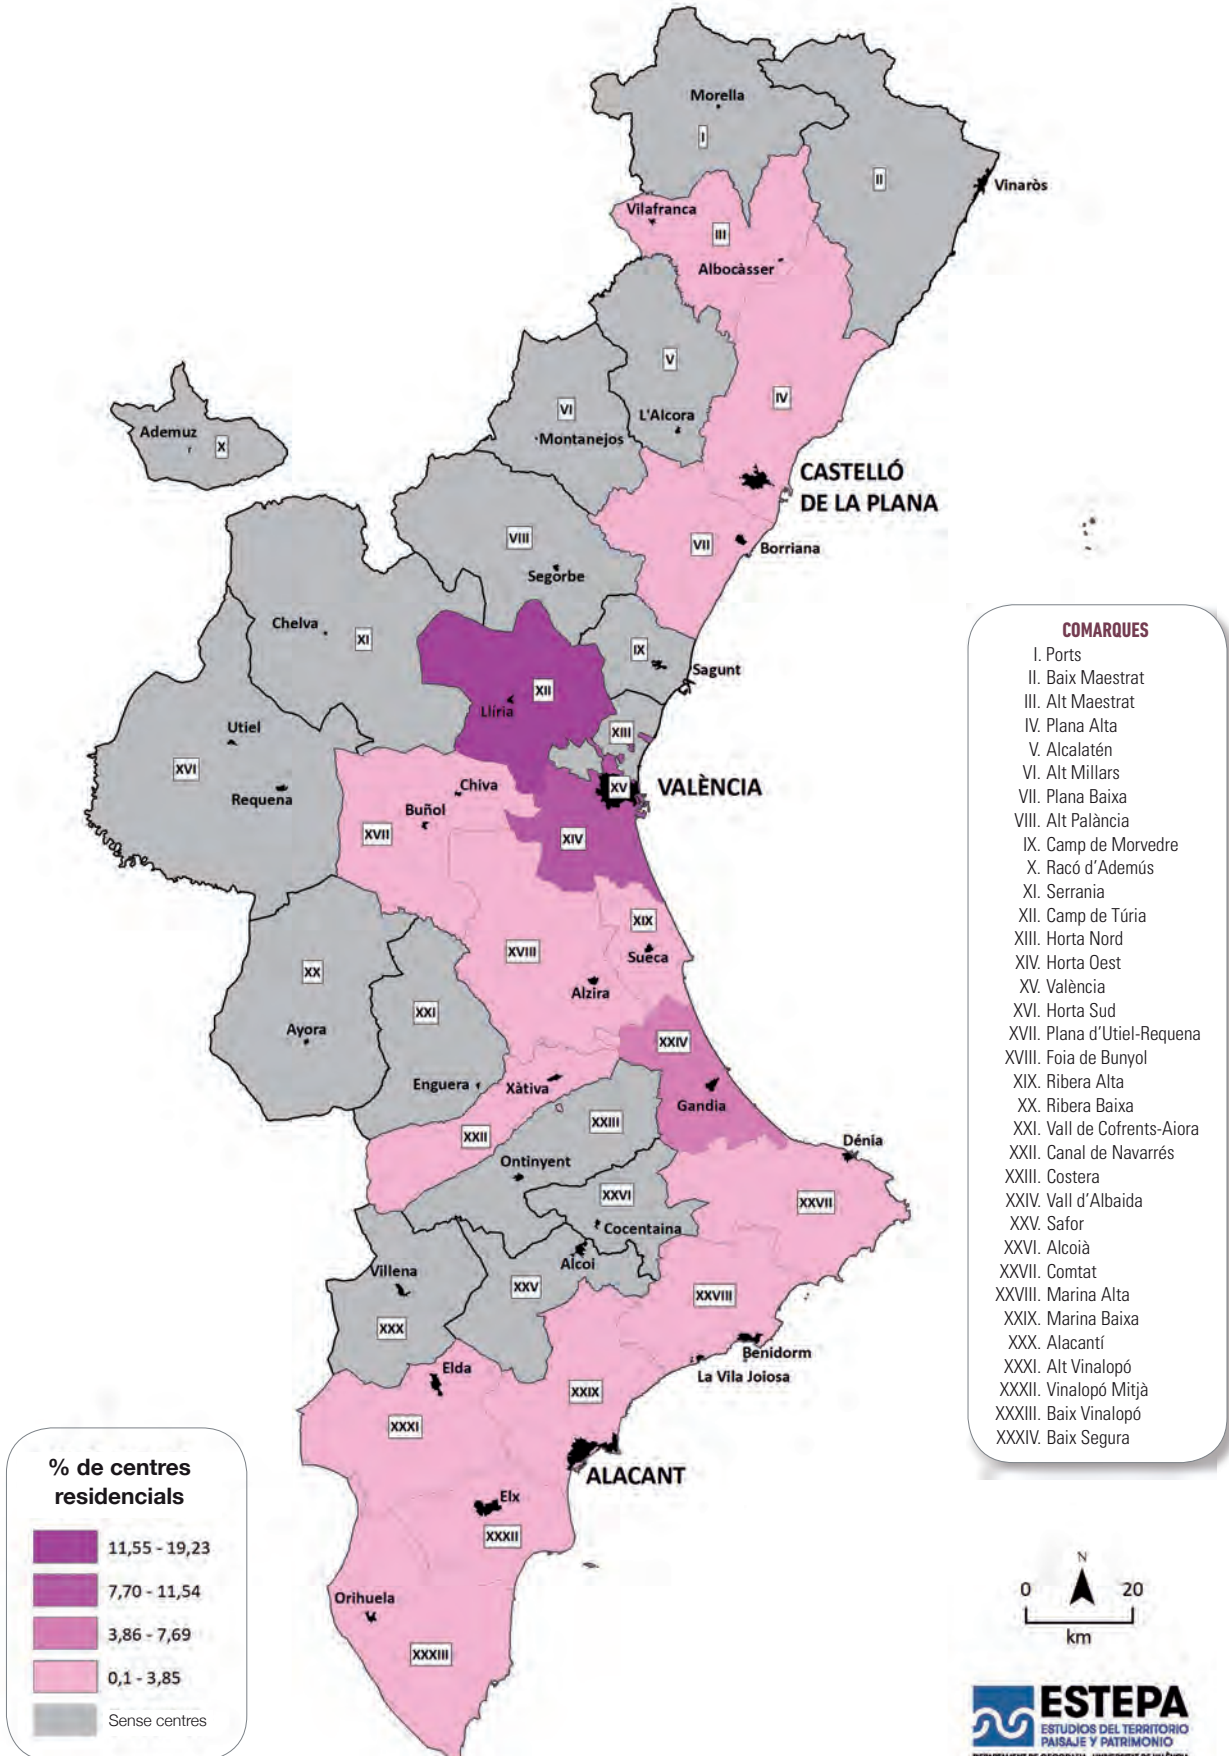 Morella
I
II
Vinaròs
Vilafranca
III
Albocàsser
V
IV
VI
L'Alcora
Montanejos
Ademuz
X
CASTELLÓ
DE LA PLANA
VIII
VII
Borriana
Segorbe
Chelva
XI
IX
Sagunt
XII
Llíria
XIII
Utiel
XVI
Requena
Chiva
XV
VALÈNCIA
Buñol
XVII
XIV
XIX
XVIII
Sueca
XX
Alzira
XXI
Ayora
XXIV
Enguera
Xàtiva
Gandia
XXII
XXIII
Dénia
Ontinyent
XXVI
XXVII
Cocentaina
Alcoi
Villena
XXV
XXVIII
XXX
Benidorm
Elda
La Vila Joiosa
XXIX
XXXI
ALACANT
Elx
XXXII
Orihuela
XXXIII
COMARQUES
I. Ports
II. Baix Maestrat
III. Alt Maestrat
IV. Plana Alta
V. Alcalatén
VI. Alt Millars
VII. Plana Baixa
VIII. Alt Palància
IX. Camp de Morvedre
X. Racó d'Ademús
XI. Serrania
XII. Camp de Túria
XIII. Horta Nord
XIV. Horta Oest
XV. València
XVI. Horta Sud
XVII. Plana d'Utiel-Requena
XVIII. Foia de Bunyol
XIX. Ribera Alta
XX. Ribera Baixa
XXI. Vall de Cofrents-Aiora
XXII. Canal de Navarrés
XXIII. Costera
XXIV. Vall d'Albaida
XXV. Safor
XXVI. Alcoià
XXVII. Comtat
XXVIII. Marina Alta
XXIX. Marina Baixa
XXX. Alacantí
XXXI. Alt Vinalopó
XXXII. Vinalopó Mitjà
XXXIII. Baix Vinalopó
XXXIV. Baix Segura
% de centres
residencials
11,55 - 19,23
7,70 - 11,54
3,86 - 7,69
0,1 - 3,85
Sense centres
N
0 20
km
ESTEPA
ESTUDIOS DEL TERRITORIO
PAISAJE Y PATRIMONIO